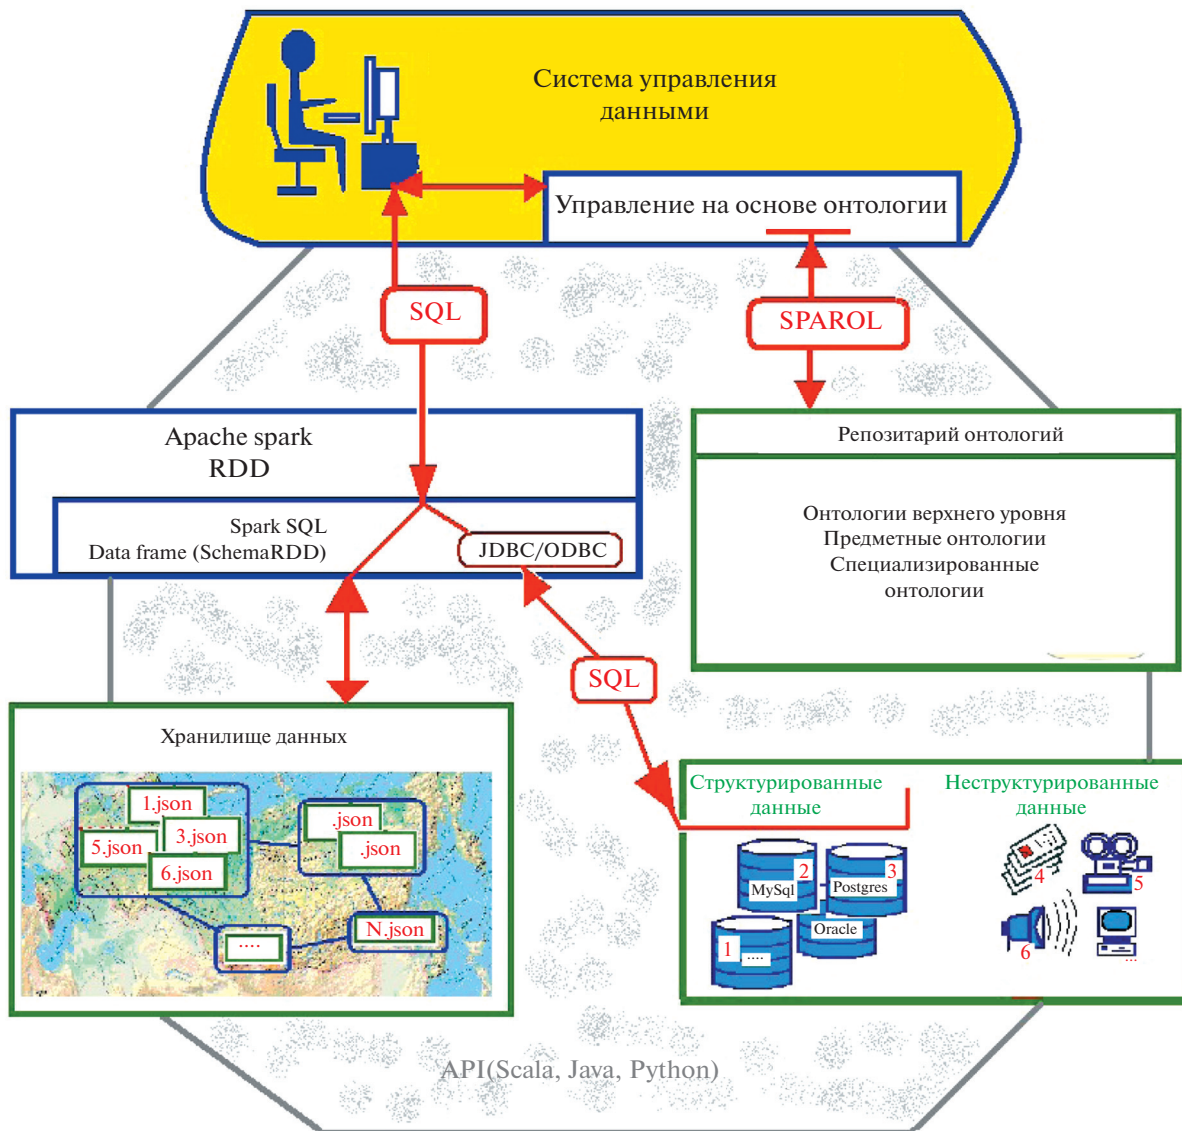 Система управления
данными
Управление на основе онтологии
SQL
SPAROL
Apache spark
RDD
Spark SQL
Data frame (SchemaRDD)
JDBC/ODBC
Репозитарий онтологий
Онтологии верхнего уровня
Предметные онтологии
Специализированные
онтологии
SQL
Хранилище данных
1.json
5.json
3.json
6.json
.json
.json
....
N.json
Структурированные
данные
Неструктурированные
данные
2
MySql
3
Postgres
Oracle
1
....
4
5
6
...
API(Scala, Java, Python)